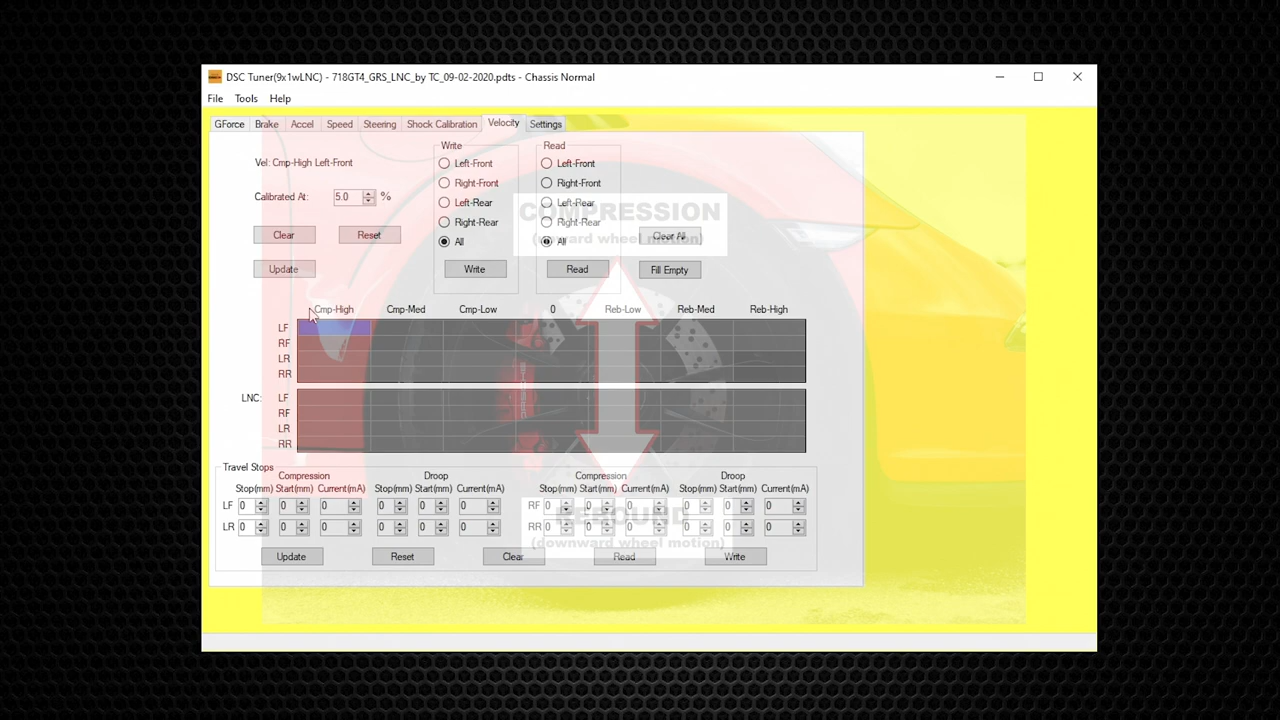 DSC Tuner(9x1wLNC) - 718GT4_GRS_LNC_by TC_09-02-2020.pdts - Chassis Normal
File Tools Help
GForce Brake Accel Speed Steering Shock Calibration Velocity Settings
Vel: Cmp-High Left-Front
Calibrated At: 5.0 %
Clear Reset
Update
Write
Left-Front
Right-Front
Left-Rear
Right-Rear
All
Write
Read
Left-Front
Right-Front
Left-Rear
Right-Rear
All
Read
Clear All
Fill Empty
COMPRESSION
(upward wheel motion)
Cmp-High Cmp-Med Cmp-Low 0 Reb-Low Reb-Med Reb-High
LF
RF
LR
RR
LNC: LF
RF
LR
RR
PORSCHE
Travel Stops
Compression Droop Compression Droop
Stop(mm) Start(mm) Current(mA) Stop(mm) Start(mm) Current(mA) Stop(mm) Start(mm) Current(mA) Stop(mm) Start(mm) Current(mA)
LF 0 0 0 0 0 0 RF 0 0 0 0 0 0
LR 0 0 0 0 0 0 RR 0 0 0 0 0 0
REBOUND
(downward wheel motion)
Update Reset Clear Read Write